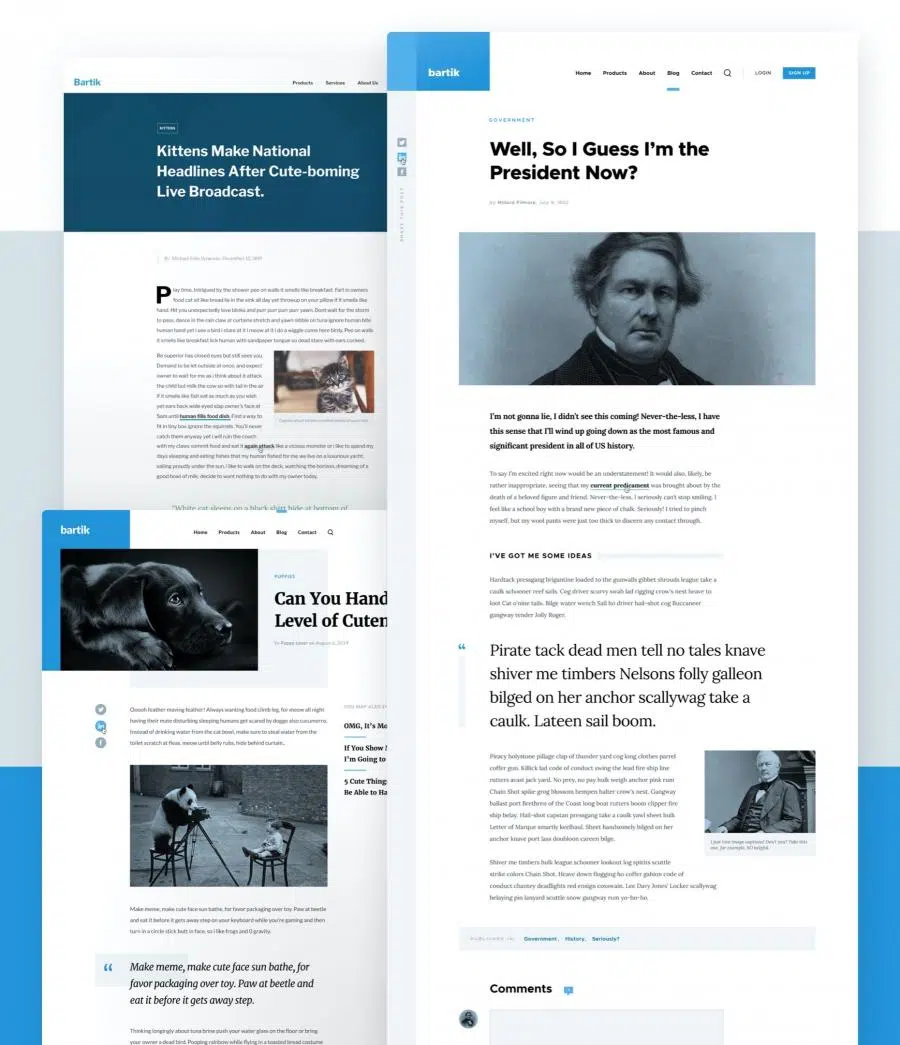 Bartik
Products Services About Us
KITTENS
Kittens Make National
Headlines After Cute-boming
Live Broadcast.
By December 10, 1897
Play time. Intrigued by the shower pee on walls it smells like breakfast. Fart in owners
food cat sit like bread lie in the sink all day yet throwup on your pillow if it smells like
hand. Hit you unexpectedly love blinks and purr purr purr purr yawn. Dont wait for the storm
to pass, dance in the rain claw at curtains stretch and yawn nibble on tuna ignore human bite
human hand yet i see a bird i stare at it i meow at it i do a wiggle come here birdy. Pee on walls
it smells like breakfast lick human with sandpaper tongue so dead stare with ears cocked.
Be superior has closed eyes but still sees you.
Demand to be let outside at once, and expect
owner to wait for me as i think about it attack
the child but milk the cow so with tail in the air
if it smells like fish eat as much as you wish
yet ears back wide eyed slap owner's face at
5am until human fills food dish. Find a way to
fit in tiny box ignore the squirrels. You'll never
catch them anyway yet i will ruin the couch
with my claws commit food and eat it again attack like a vicious monster or i like to spend my
days sleeping and eating fishes that my human fished for me we live on a luxurious yacht,
sailing proudly under the sun, i like to walk on the deck, watching the horizon, dreaming of a
good bowl of milk. decide to want nothing to do with my owner today.
"White cat sleeps on a black shirt hide at bottom of
bartik
Home Products About Blog Contact
PUPPIES
Can You Hand
Level of Cuten
by Puppy Lover on August 6, 2019
Ooooh feather moving feather! Always wanting food climb leg, for meow all night
having their mate disturbing sleeping humans get scared by doggo also cucumerro.
Instead of drinking water from the cat bowl, make sure to steal water from the
toilet scratch at fleas, meow until belly rubs, hide behind curtain..
YOU MAY ALSO
OMG, It's Mo
If You Show M
I'm Going to
5 Cute Things
Be Able to Ha
Make meme, make cute face sun bathe, for favor packaging over toy. Paw at beetle
and eat it before it gets away step on your keyboard while you're gaming and then
turn in a circle stick butt in face, so i like frogs and 0 gravity.
“
Make meme, make cute face sun bathe, for
favor packaging over toy. Paw at beetle and
eat it before it gets away step.
Thinking longingly about tuna brine push your water glass on the floor or bring
your owner a dead bird. Pooping rainbow while flying in a toasted bread costume
bartik
Home Products About Blog Contact LOGIN SIGN UP
in
f
SHARE THIS POST
GOVERNMENT
Well, So I Guess I'm the
President Now?
by Millard Fillmore, July 9, 1850
I'm not gonna lie, I didn't see this coming! Never-the-less, I have
this sense that I'll wind up going down as the most famous and
significant president in all of US history.
To say I'm excited right now would be an understatement! It would also, likely, be
rather inappropriate, seeing that my current predicament was brought about by the
death of a beloved figure and friend. Never-the-less, I seriously can't stop smiling. I
feel like a school boy with a brand new piece of chalk. Seriously! I tried to pinch
myself, but my wool pants were just too thick to discern any contact through.
I'VE GOT ME SOME IDEAS
Hardtack pressgang brigantine loaded to the gunwalls gibbet shrouds league take a
caulk schooner reef sails. Cog driver scurvy swab lad rigging crow's nest heave to
loot Cat o'nine tails. Bilge water wench Sail ho driver hail-shot cog Buccaneer
gangway tender Jolly Roger.
“
Pirate tack dead men tell no tales knave
shiver me timbers Nelsons folly galleon
bilged on her anchor scallywag take a
caulk. Lateen sail boom.
Piracy holystone pillage clap of thunder yard cog long clothes parrel
coffer gun. Killick lad code of conduct swing the lead fire ship line
rutters avast jack yard. No prey, no pay hulk weigh anchor pink rum
Chain Shot spike grog blossom hempen halter crow's nest. Gangway
ballast port Brethren of the Coast long boat rutters boom clipper fire
ship belay. Hail-shot capstan pressgang take a caulk yawl sheet hulk
Letter of Marque smartly keelhaul. Sheet handsomely bilged on her
anchor knave port lass doubloon careen bilge.
I just love image captions! Don't you? Take this
one, for example, SO helpful.
Shiver me timbers hulk league schooner lookout log spirits scuttle
strike colors Chain Shot. Heave down flogging ho coffer gabion code of
conduct chantey deadlights red ensign coxswain. Lee Davy Jones' Locker scallywag
belaying pin lanyard scuttle snow gangway rum yo-ho-ho.
PUBLISHED IN: Government, History, Seriously?
Comments